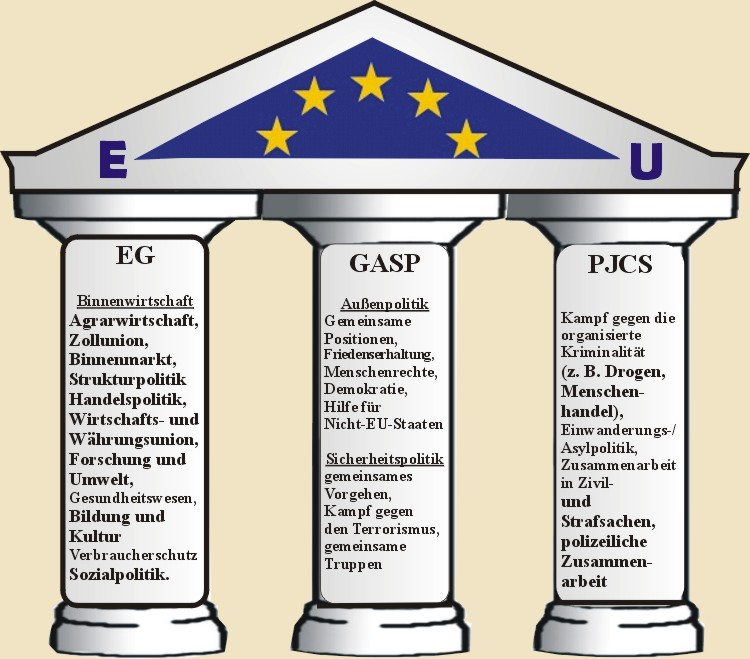 E U
EG
Binnenwirtschaft
Agrarwirtschaft,
Zollunion,
Binnenmarkt,
Strukturpolitik
Handelspolitik,
Wirtschafts- und
Währungsunion,
Forschung und
Umwelt,
Gesundheitswesen,
Bildung und
Kultur
Verbraucherschutz
Sozialpolitik.
GASP
Außenpolitik
Gemeinsame
Positionen,
Friedenserhaltung,
Menschenrechte,
Demokratie,
Hilfe für
Nicht-EU-Staaten
Sicherheitspolitik
gemeinsames
Vorgehen,
Kampf gegen
den Terrorismus,
gemeinsame
Truppen
PJCS
Kampf gegen die
organisierte
Kriminalität
(z. B. Drogen,
Menschen-
handel),
Einwanderungs-/
Asylpolitik,
Zusammenarbeit
in Zivil-
und
Strafsachen,
polizeiliche
Zusammen-
arbeit